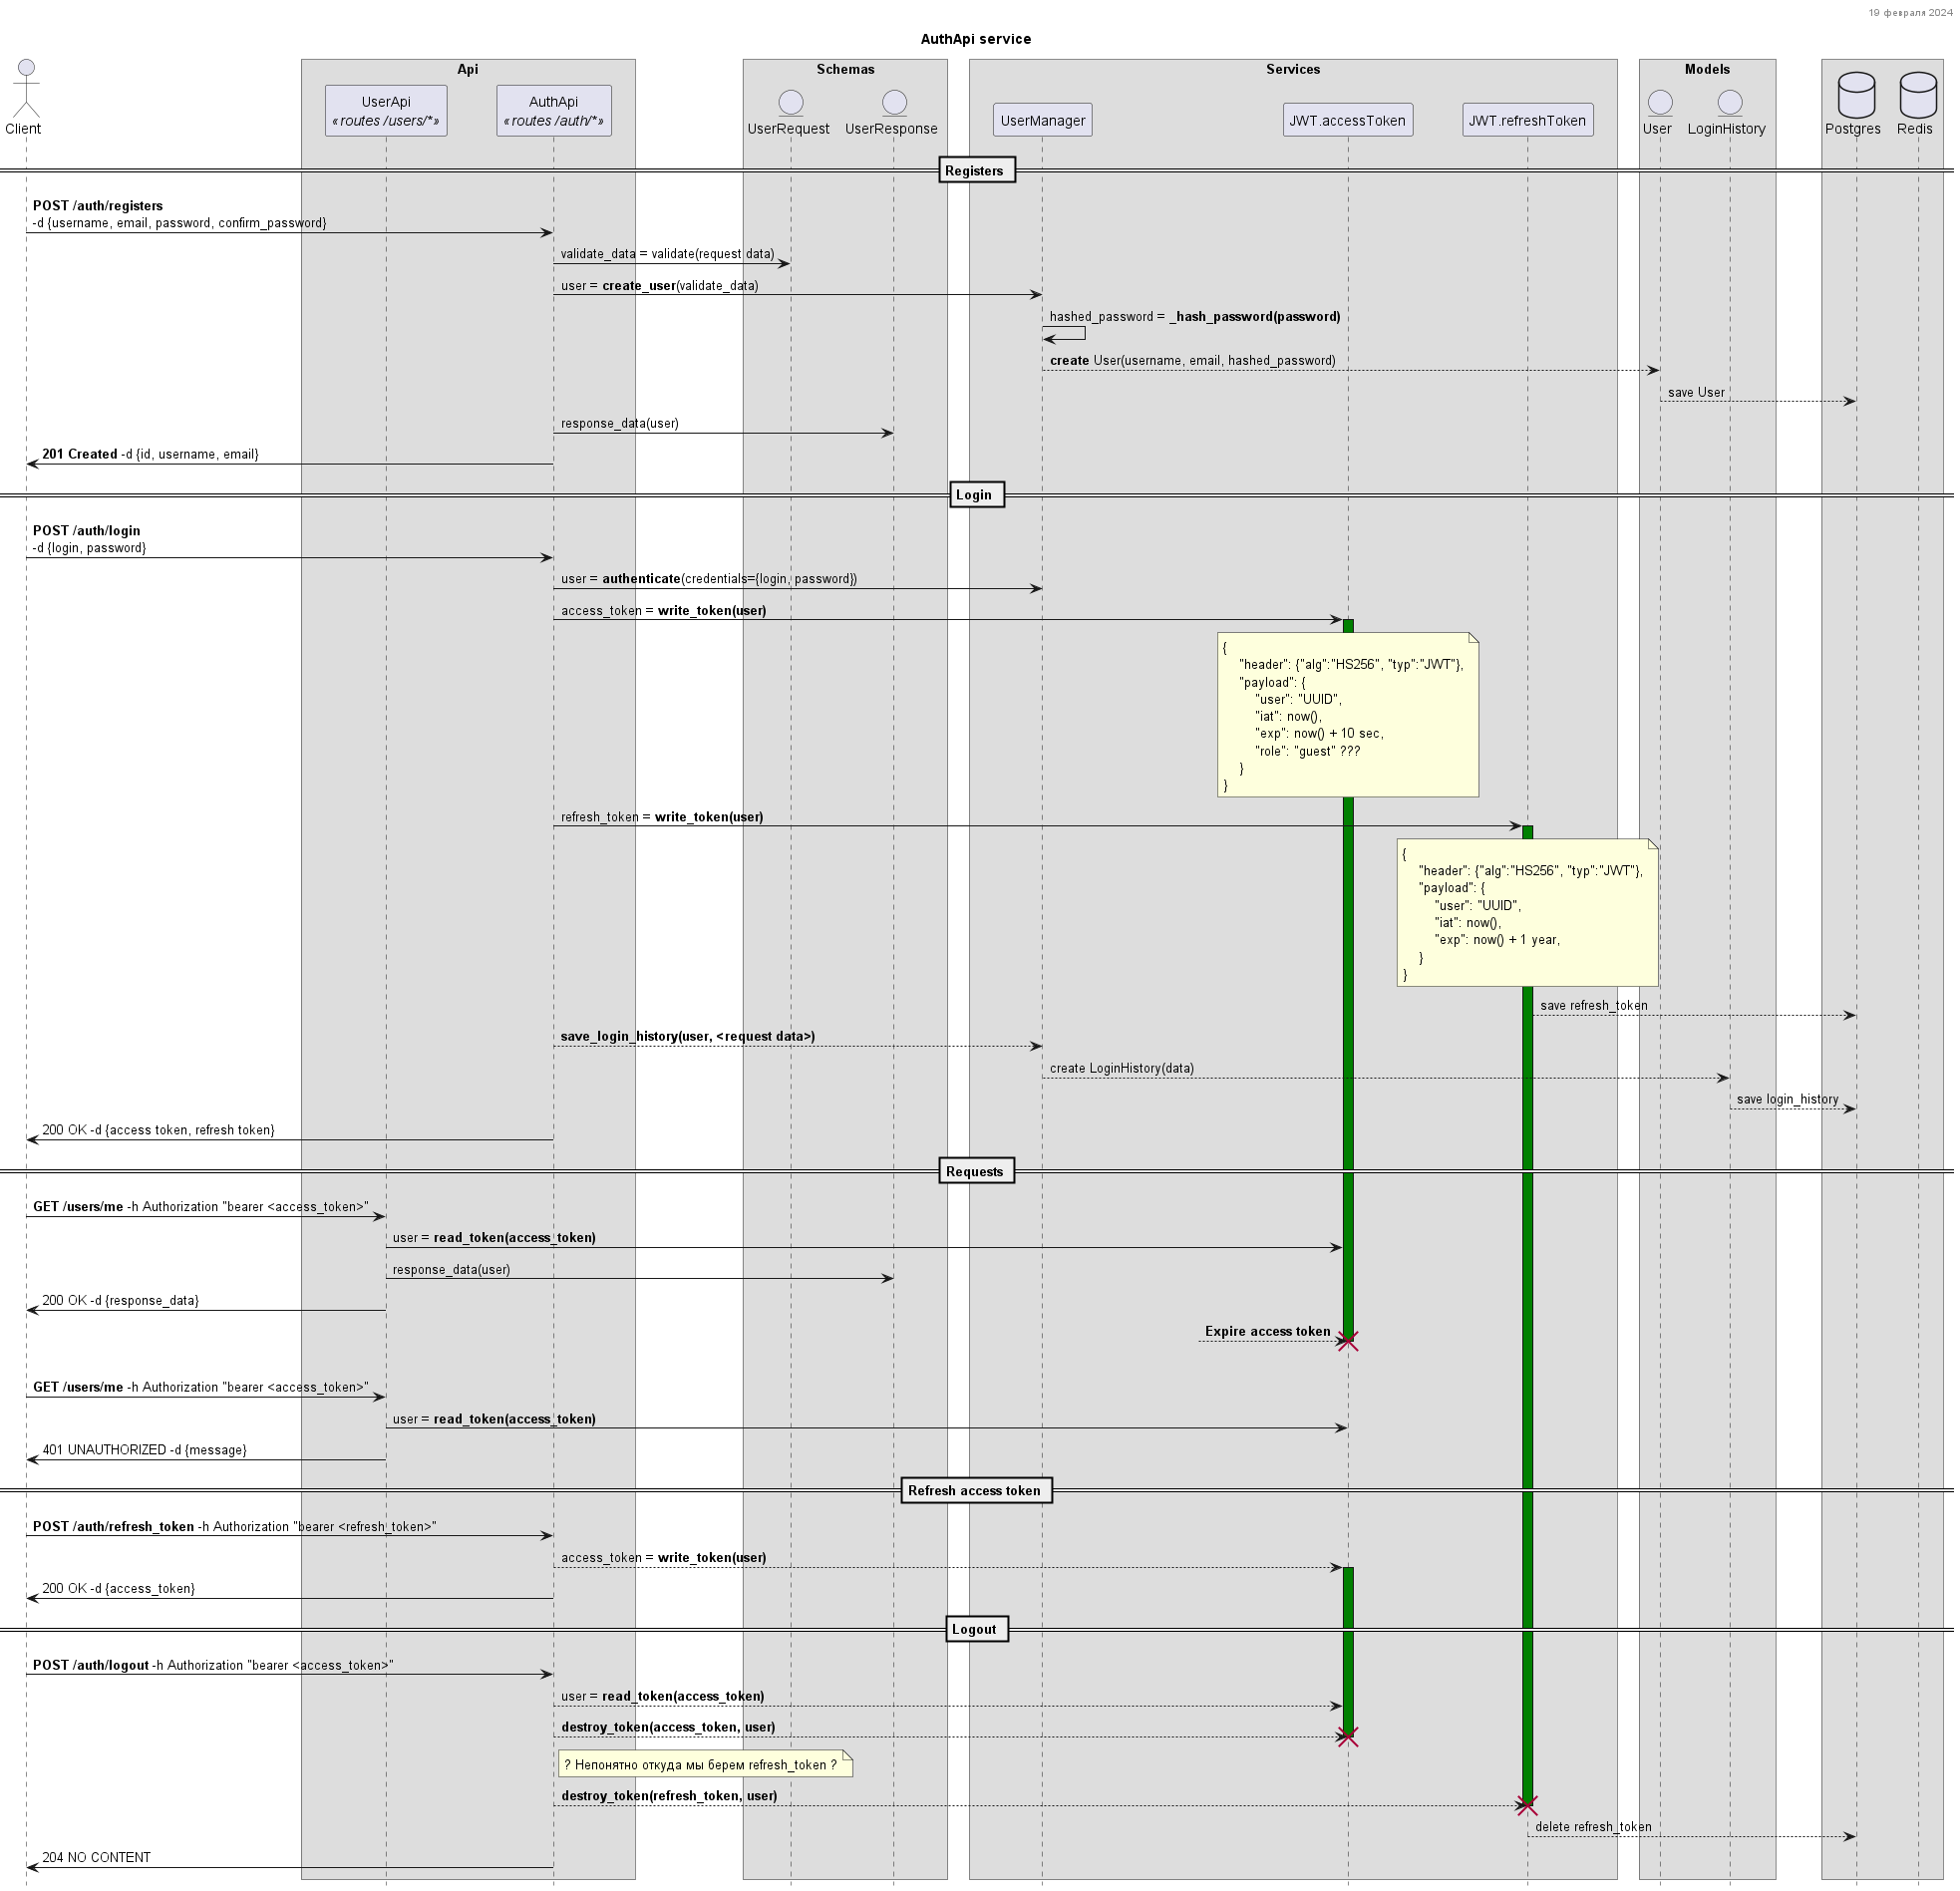 19 февраля 2024
AuthApi service
Api
Schemas
Services
Models
Client
UserApi
«routes /users/*»
AuthApi
«routes /auth/*»
UserRequest
UserResponse
UserManager
JWT.accessToken
JWT.refreshToken
User
LoginHistory
Postgres
Redis
Registers
POST /auth/registers
-d {username, email, password, confirm_password}
validate_data = validate(request data)
user = create_user(validate_data)
hashed_password = _hash_password(password)
create User(username, email, hashed_password)
save User
response_data(user)
201 Created -d {id, username, email}
Login
POST /auth/login
-d {login, password}
user = authenticate(credentials={login, password})
access_token = write_token(user)
{
"header": {"alg":"HS256", "typ":"JWT"},
"payload": {
"user": "UUID",
"iat": now(),
"exp": now() + 10 sec,
"role": "guest" ???
}
}
refresh_token = write_token(user)
{
"header": {"alg":"HS256", "typ":"JWT"},
"payload": {
"user": "UUID",
"iat": now(),
"exp": now() + 1 year,
}
}
save refresh_token
save_login_history(user, <request data>)
create LoginHistory(data)
save login_history
200 OK -d {access token, refresh token}
Requests
GET /users/me -h Authorization "bearer <access_token>"
user = read_token(access_token)
response_data(user)
200 OK -d {response_data}
Expire access token
GET /users/me -h Authorization "bearer <access_token>"
user = read_token(access_token)
401 UNAUTHORIZED -d {message}
Refresh access token
POST /auth/refresh_token -h Authorization "bearer <refresh_token>"
access_token = write_token(user)
200 OK -d {access_token}
Logout
POST /auth/logout -h Authorization "bearer <access_token>"
user = read_token(access_token)
destroy_token(access_token, user)
? Непонятно откуда мы берем refresh_token ?
destroy_token(refresh_token, user)
delete refresh_token
204 NO CONTENT